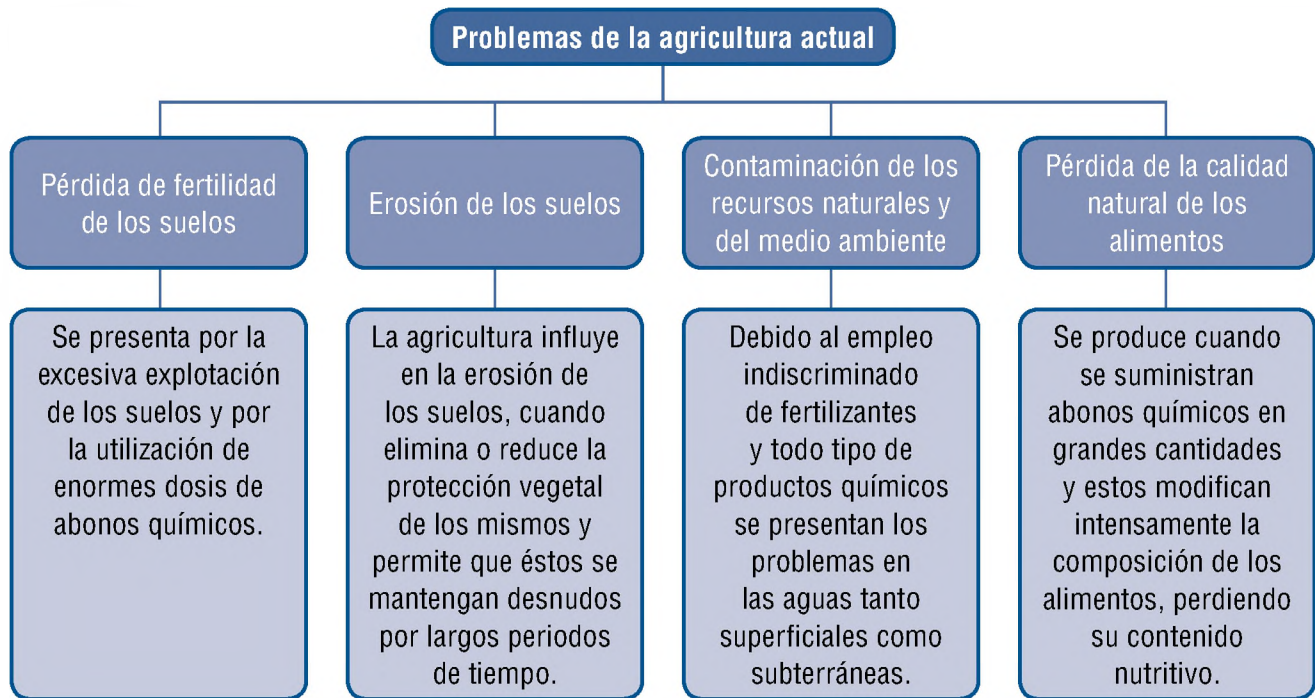 Problemas de la agricultura actual
Pérdida de fertilidad
de los suelos
Se presenta por la
excesiva explotación
de los suelos y por
la utilización de
enormes dosis de
abonos químicos.
Erosión de los suelos
La agricultura influye
en la erosión de
los suelos, cuando
elimina o reduce la
protección vegetal
de los mismos y
permite que éstos se
mantengan desnudos
por largos periodos
de tiempo.
Contaminación de los
recursos naturales y
del medio ambiente
Debido al empleo
indiscriminado
de fertilizantes
y todo tipo de
productos químicos
se presentan los
problemas en
las aguas tanto
superficiales como
subterráneas.
Pérdida de la calidad
natural de los
alimentos
Se produce cuando
se suministran
abonos químicos en
grandes cantidades
y estos modifican
intensamente la
composición de los
alimentos, perdiendo
su contenido
nutritivo.